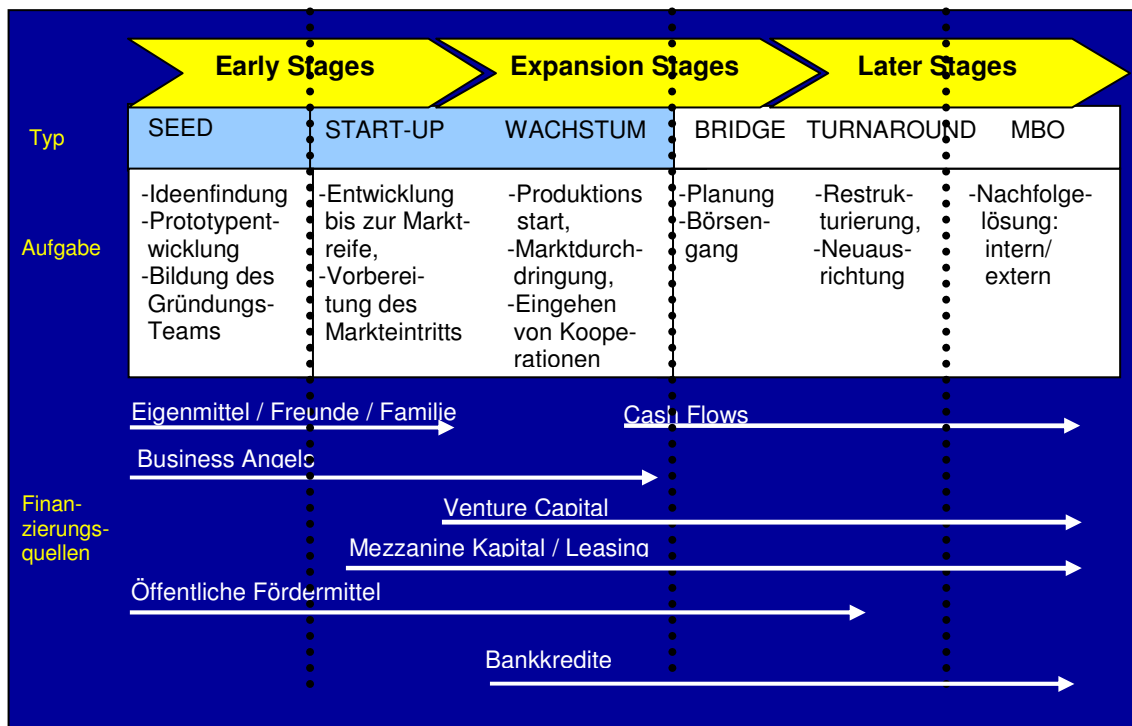 Early Stages
Expansion Stages
Later Stages
Typ
SEED
START-UP
WACHSTUM
BRIDGE
TURNAROUND
MBO
Aufgabe
-Ideenfindung
-Prototypent-
wicklung
-Bildung des
Gründungs-
Teams
-Entwicklung
bis zur Markt-
reife,
-Vorberei-
tung des
Markteintritts
-Produktions
start,
-Marktdurch-
dringung,
-Eingehen
von Koope-
rationen
-Planung
-Börsen-
gang
-Restruk-
turierung,
-Neuaus-
richtung
-Nachfolge-
lösung:
intern/
extern
Finan-
zierungs-
quellen
Eigenmittel / Freunde / Familie
Cash Flows
Business Angels
Venture Capital
Mezzanine Kapital / Leasing
Öffentliche Fördermittel
Bankkredite